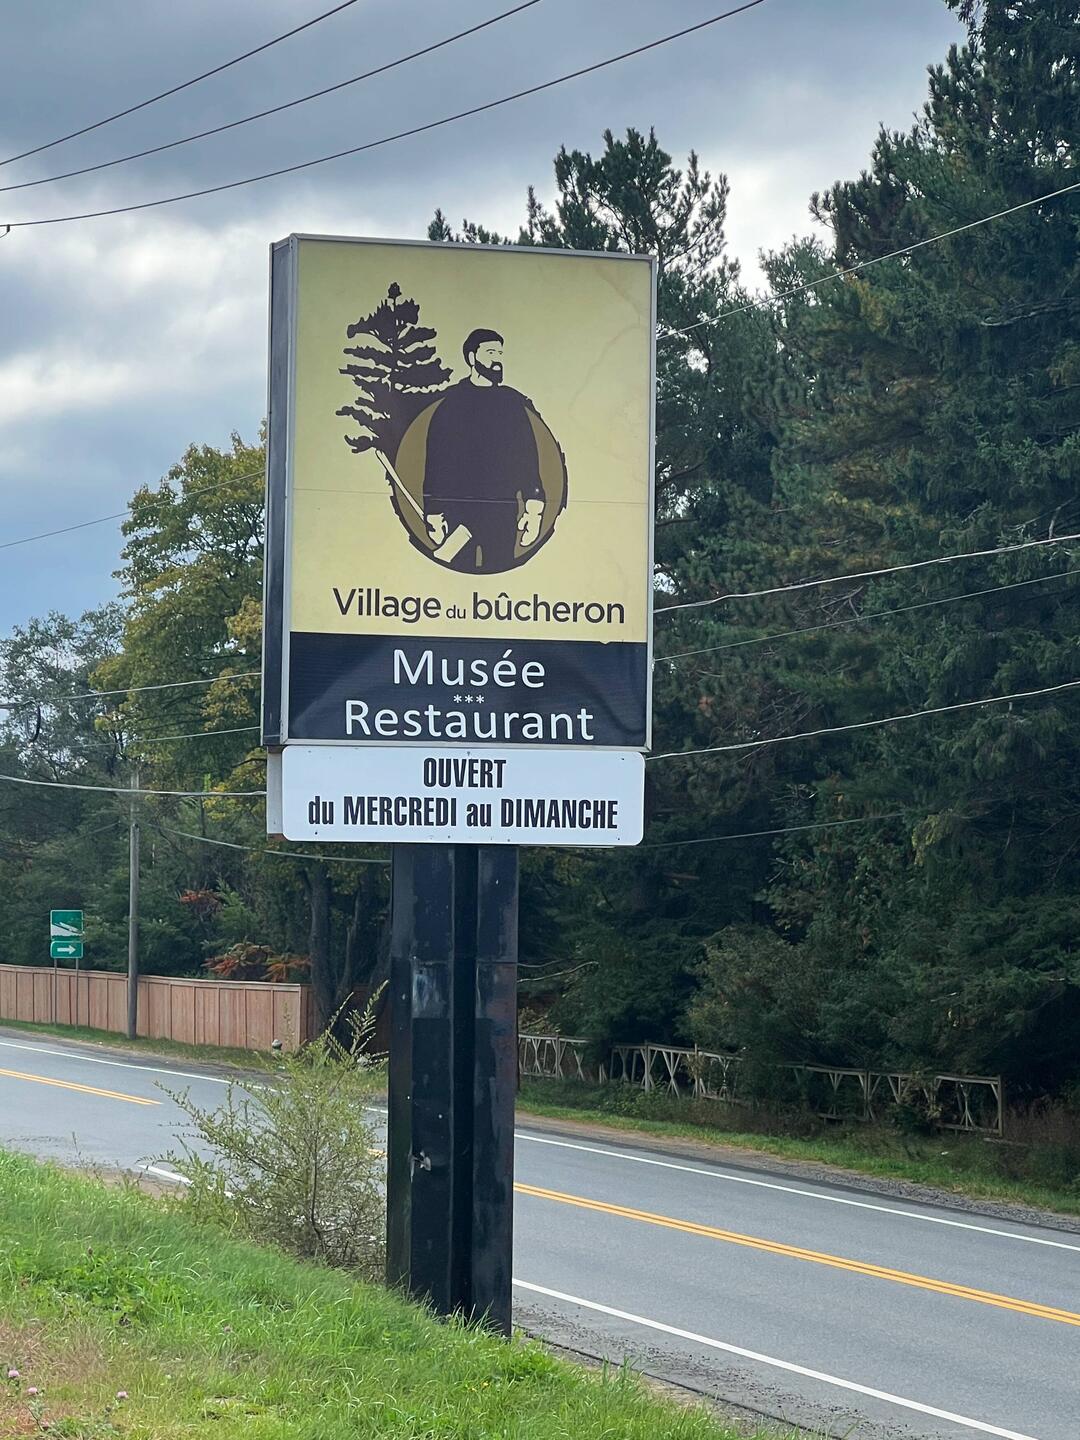 Village du bûcheron
Musée
***
Restaurant
OUVERT
du MERCREDI au DIMANCHE